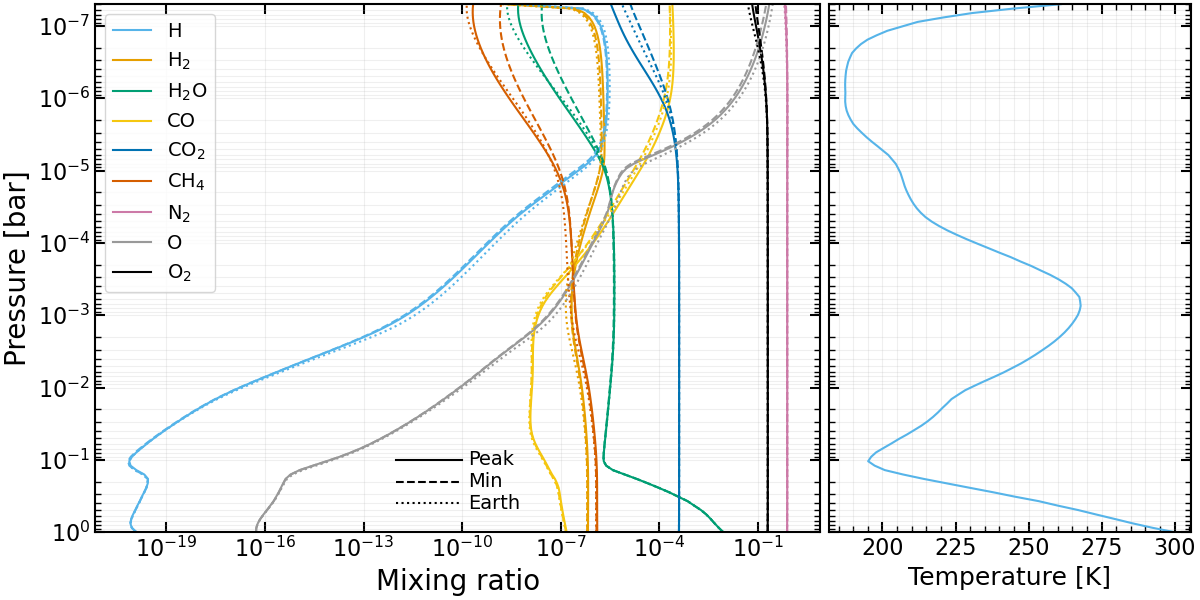 Pressure [bar]
10⁻⁷
10⁻⁶
10⁻⁵
10⁻⁴
10⁻³
10⁻²
10⁻¹
10⁰
H
H₂
H₂O
CO
CO₂
CH₄
N₂
O
O₂
Peak
Min
Earth
10⁻¹⁹ 10⁻¹⁶ 10⁻¹³ 10⁻¹⁰ 10⁻⁷ 10⁻⁴ 10⁻¹
Mixing ratio
200 225 250 275 300
Temperature [K]